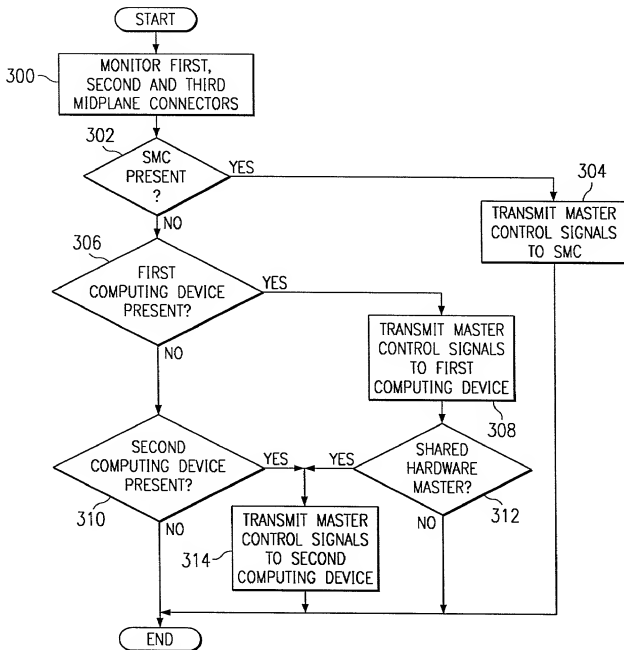 START
300
MONITOR FIRST,
SECOND AND THIRD
MIDPLANE CONNECTORS
302
SMC
PRESENT
?
YES
NO
304
TRANSMIT MASTER
CONTROL SIGNALS
TO SMC
306
FIRST
COMPUTING DEVICE
PRESENT?
YES
NO
TRANSMIT MASTER
CONTROL SIGNALS
TO FIRST
COMPUTING DEVICE
308
SECOND
COMPUTING DEVICE
PRESENT?
YES
NO
310
SHARED
HARDWARE
MASTER?
YES
NO
312
314
TRANSMIT MASTER
CONTROL SIGNALS
TO SECOND
COMPUTING DEVICE
END